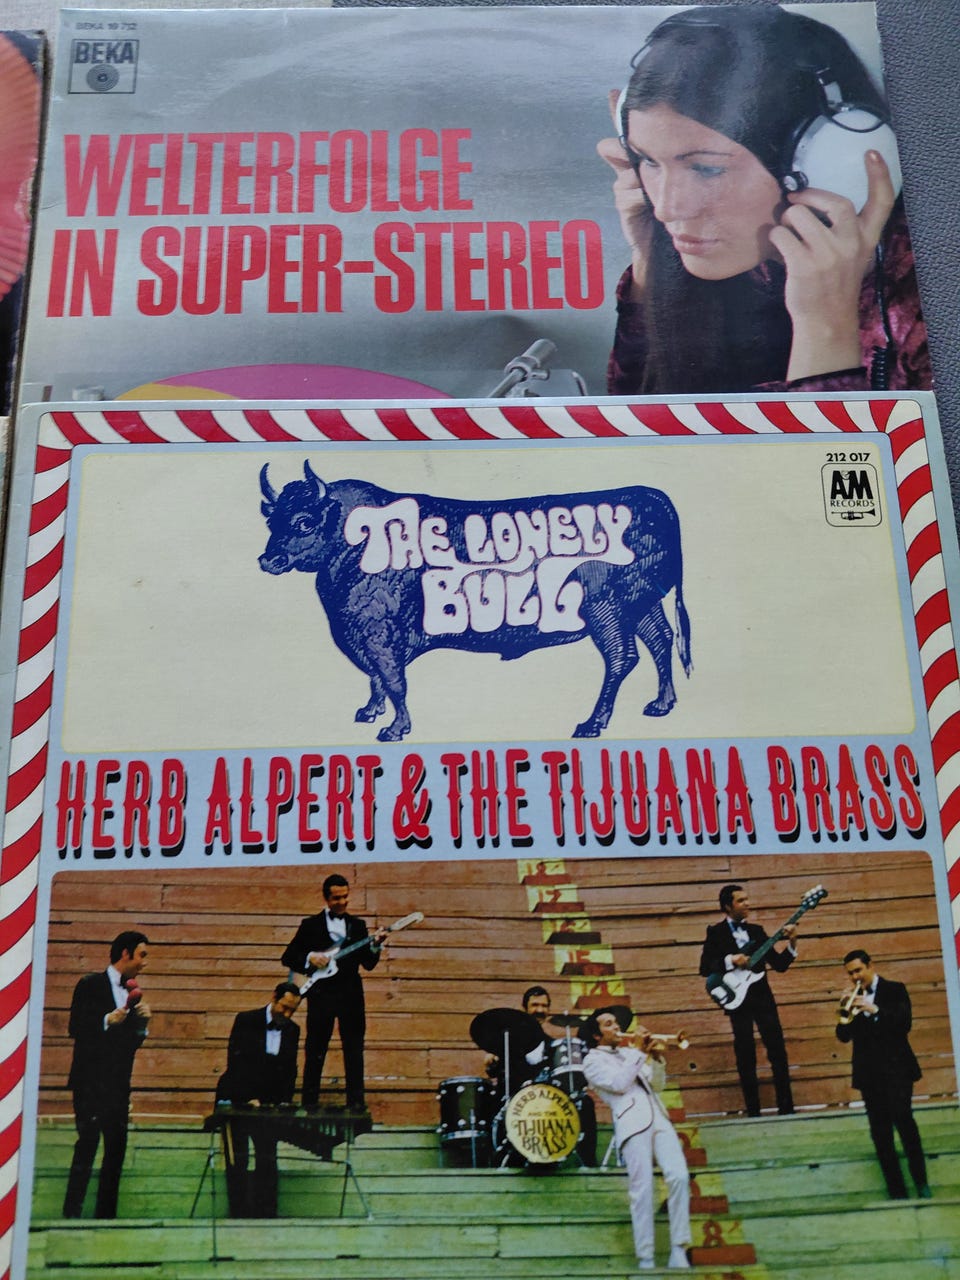 BEKA 19 752
BEKA
WELTERFOLGE
IN SUPER-STEREO
212 017
A&M
RECORDS
THE LONELY
BULL
HERB ALPERT & THE TIJUANA BRASS
HERB ALPERT
AND THE
TIJUANA
BRASS